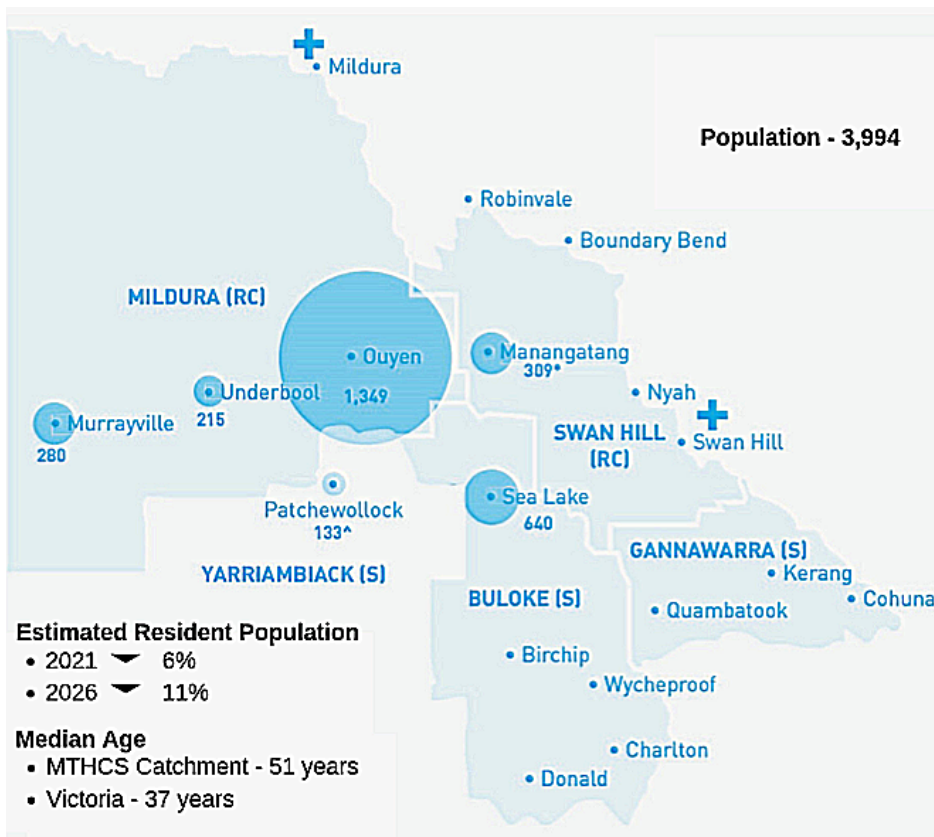 Mildura
Population - 3,994
Robinvale
Boundary Bend
MILDURA (RC)
Ouyen
1,349
Manangatang
309*
Underbool
215
Murrayville
280
Nyah
SWAN HILL
(RC)
Swan Hill
Sea Lake
640
Patchewollock
133^
YARRIAMBIACK (S)
GANNAWARRA (S)
Kerang
Cohuna
Quambatook
BULOKE (S)
Birchip
Wycheproof
Charlton
Donald
Estimated Resident Population
• 2021 6%
• 2026 11%
Median Age
• MTHCS Catchment - 51 years
• Victoria - 37 years